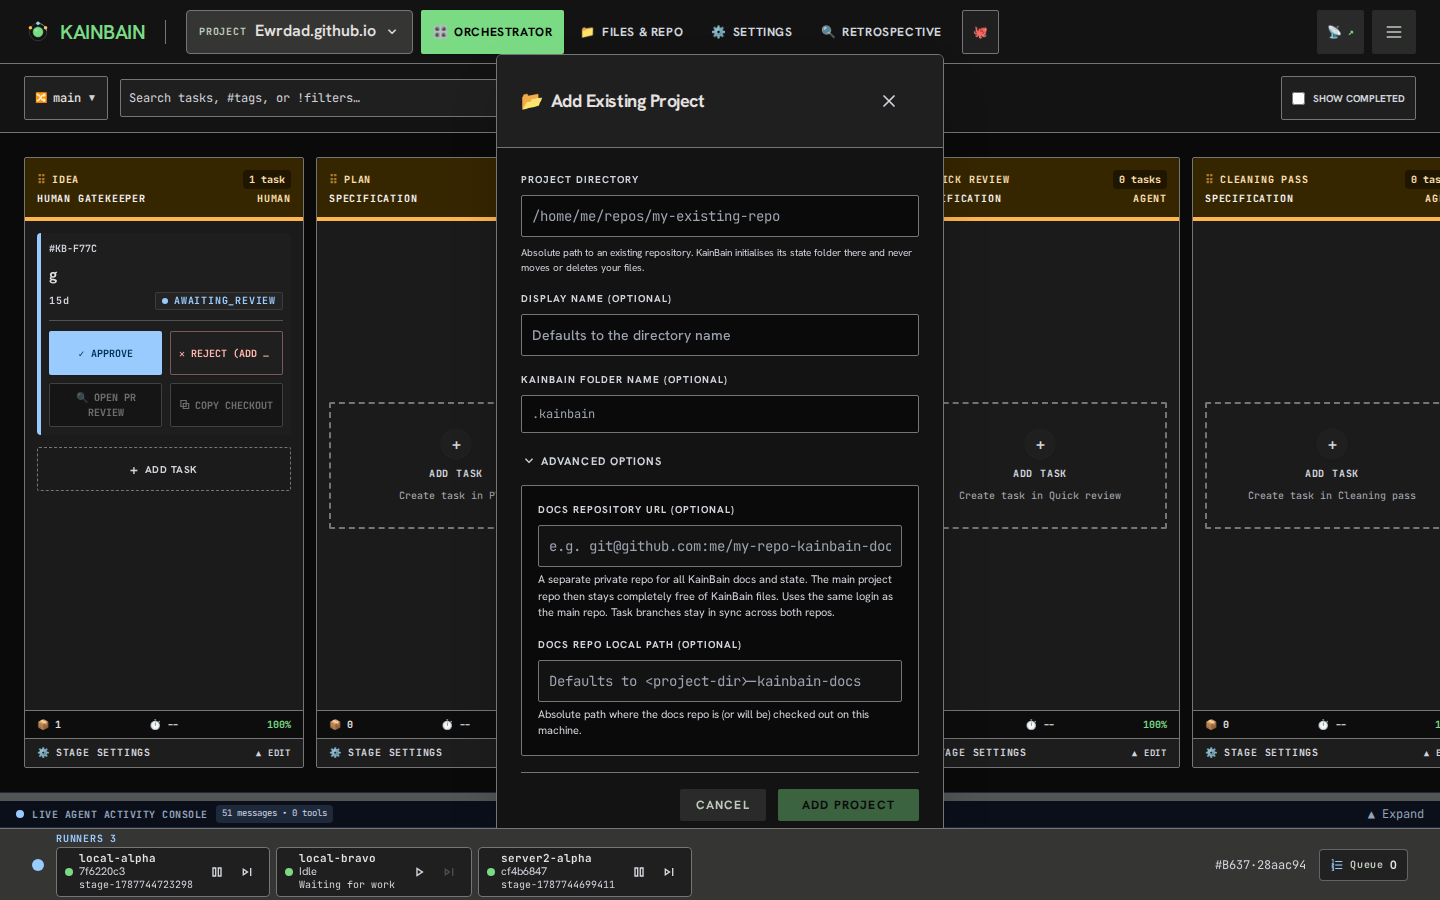 KAINBAIN
PROJECT Ewrdad.github.io
ORCHESTRATOR
FILES & REPO
SETTINGS
RETROSPECTIVE
main ▼
Search tasks, #tags, or !filters…
SHOW COMPLETED
Add Existing Project
PROJECT DIRECTORY
/home/me/repos/my-existing-repo
Absolute path to an existing repository. KainBain initialises its state folder there and never
moves or deletes your files.
DISPLAY NAME (OPTIONAL)
Defaults to the directory name
KAINBAIN FOLDER NAME (OPTIONAL)
.kainbain
ADVANCED OPTIONS
DOCS REPOSITORY URL (OPTIONAL)
e.g. git@github.com:me/my-repo-kainbain-doc
A separate private repo for all KainBain docs and state. The main project
repo then stays completely free of KainBain files. Uses the same login as
the main repo. Task branches stay in sync across both repos.
DOCS REPO LOCAL PATH (OPTIONAL)
Defaults to <project-dir>—kainbain-docs
Absolute path where the docs repo is (or will be) checked out on this
machine.
CANCEL
ADD PROJECT
IDEA
1 task
HUMAN GATEKEEPER
HUMAN
#KB-F77C
g
15d
AWAITING_REVIEW
✓ APPROVE
✕ REJECT (ADD …
OPEN PR
REVIEW
COPY CHECKOUT
+ ADD TASK
1
--
100%
STAGE SETTINGS
▲ EDIT
PLAN
SPECIFICATION
+
ADD TASK
Create task in P
0
--
STAGE SETTINGS
ICK REVIEW
0 tasks
FICATION
AGENT
+
ADD TASK
Create task in Quick review
--
100%
AGE SETTINGS
▲ EDIT
CLEANING PASS
0 tas
SPECIFICATION
AG
+
ADD TASK
Create task in Cleaning pass
0
--
1
STAGE SETTINGS
▲ E
LIVE AGENT ACTIVITY CONSOLE
51 messages • 0 tools
▲ Expand
RUNNERS 3
local-alpha
7f6220c3
stage-1787744723298
local-bravo
Idle
Waiting for work
server2-alpha
cf4b6847
stage-1787744699411
#B637·28aac94
Queue 0